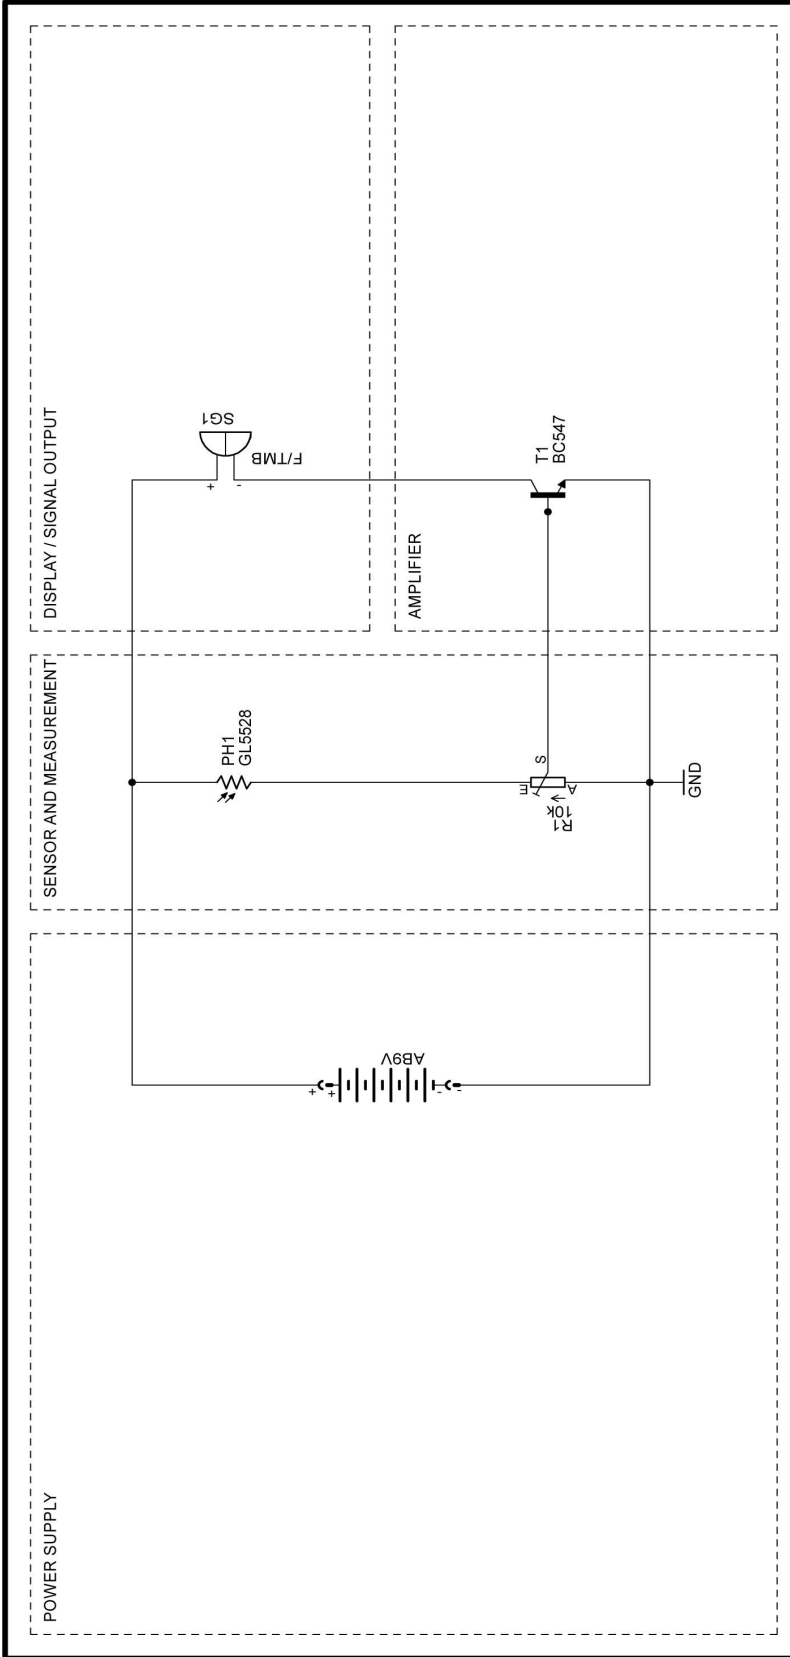 POWER SUPPLY
+
+
AB9V
-
-
SENSOR AND MEASUREMENT
PH1
GL5528
S
E
A
R1
10k
GND
DISPLAY / SIGNAL OUTPUT
SG1
F/TMB
+
-
AMPLIFIER
T1
BC547